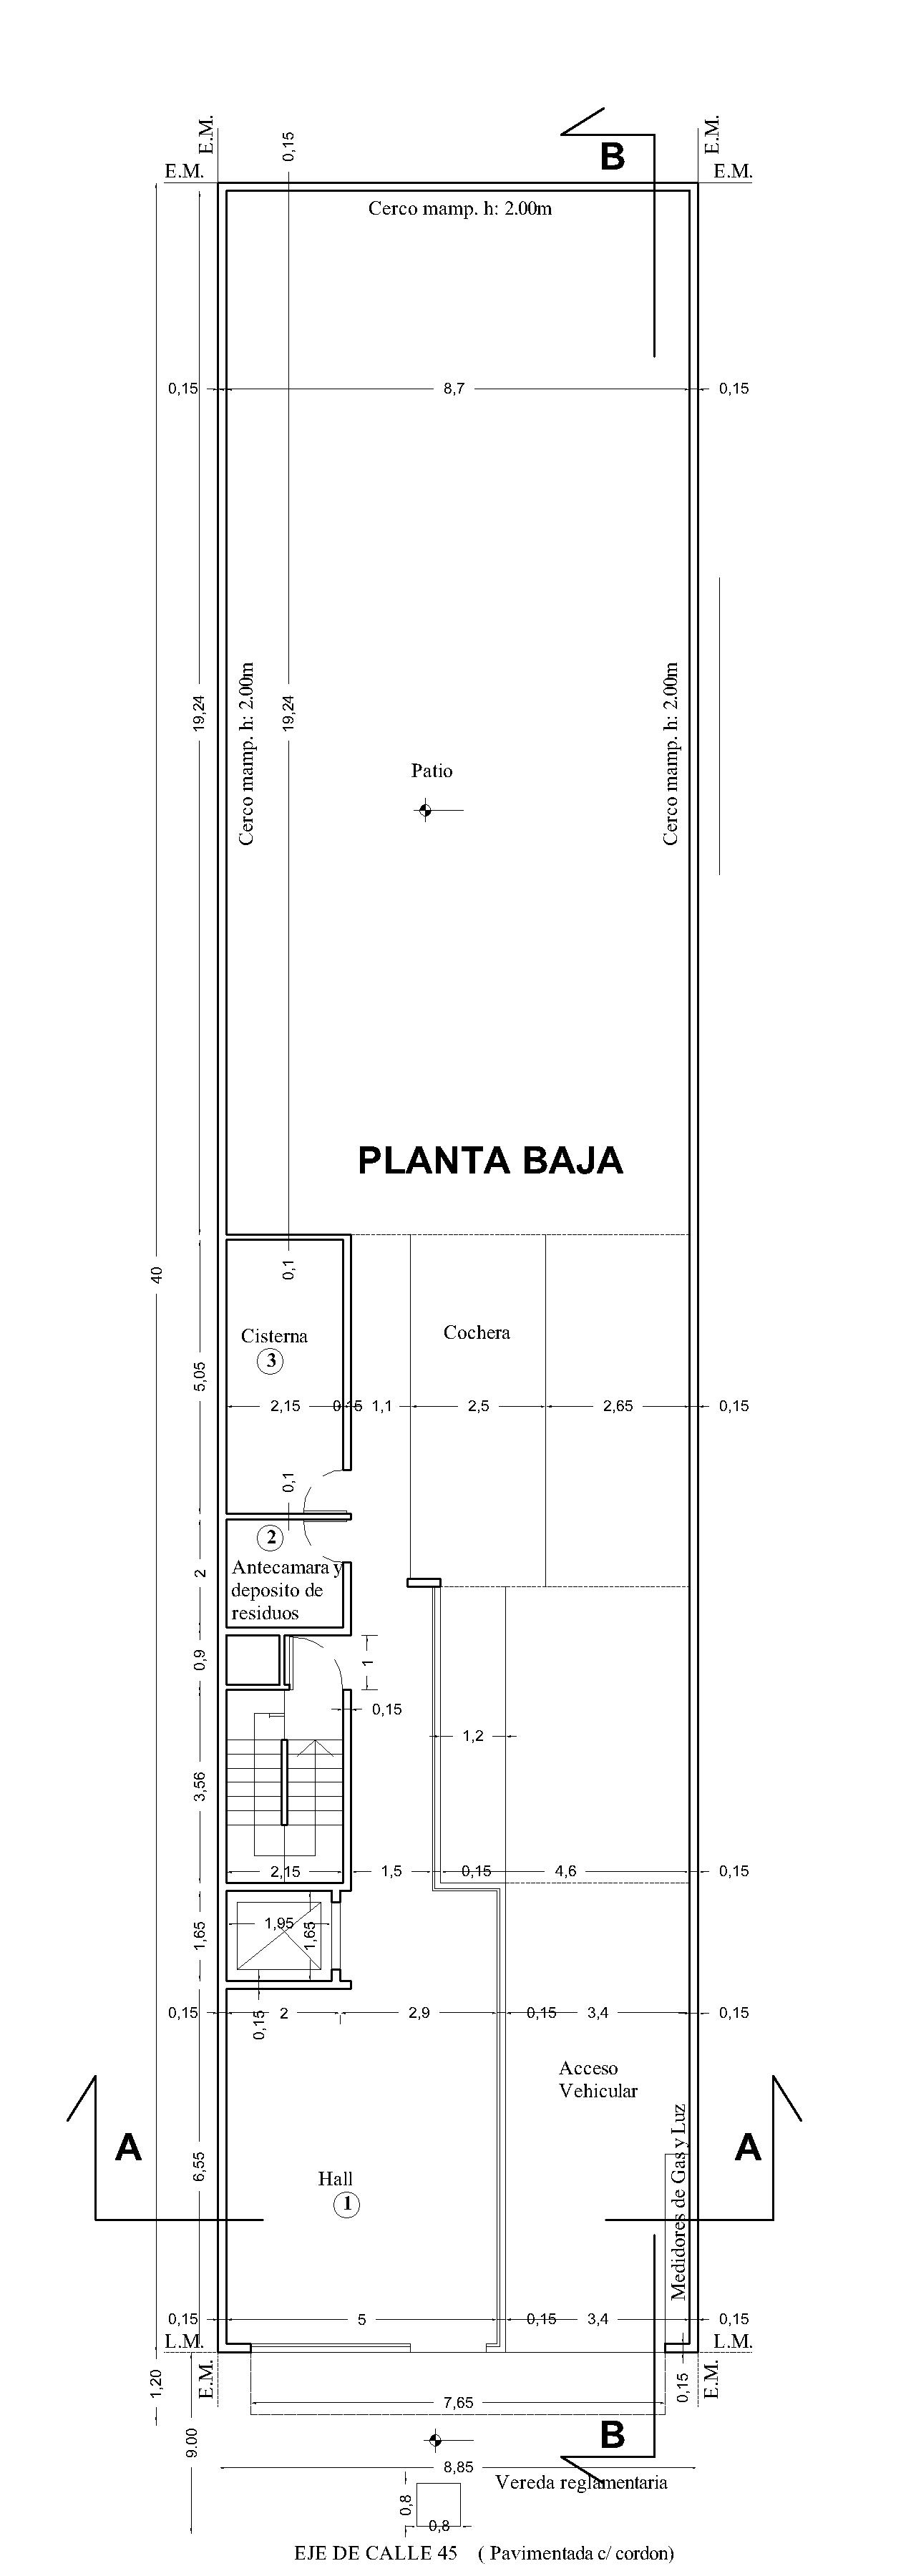 E.M.
0,15
B
E.M.
E.M.
E.M.
Cerco mamp. h: 2.00m
0,15
8,7
0,15
Cerco mamp. h: 2.00m
Cerco mamp. h: 2.00m
19,24
19,24
Patio
PLANTA BAJA
40
0,1
Cisterna
3
Cochera
5,05
2,15
0,15
1,1
2,5
2,65
0,15
0,1
2
Antecamara y
deposito de
residuos
2
0,9
1
0,15
1,2
3,56
2,15
1,5
0,15
4,6
0,15
1,65
1,95
1,65
0,15
0,15
2
2,9
0,15
3,4
0,15
Acceso
Vehicular
A
A
Medidores de Gas y Luz
6,55
Hall
1
0,15
5
0,15
3,4
0,15
L.M.
L.M.
E.M.
E.M.
1,20
0,15
7,65
9.00
B
8,85
Vereda reglamentaria
0,8
0,8
EJE DE CALLE 45 ( Pavimentada c/ cordon)